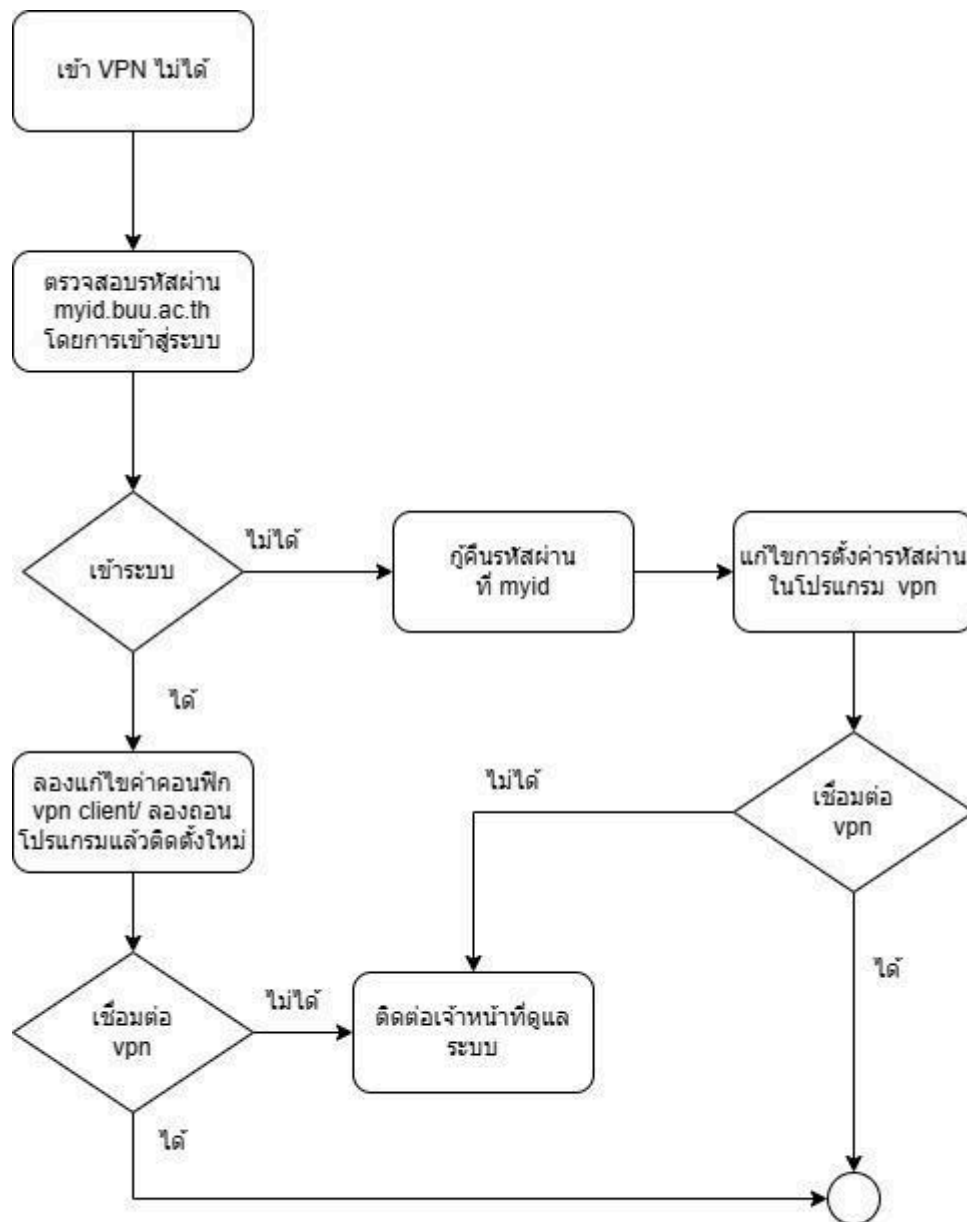 เข้า VPN ไม่ได้
ตรวจสอบรหัสผ่าน
myid.buu.ac.th
โดยการเข้าสู่ระบบ
เข้าระบบ
ไม่ได้
กู้คืนรหัสผ่าน
ที่ myid
แก้ไขการตั้งค่ารหัสผ่าน
ในโปรแกรม vpn
ได้
ลองแก้ไขค่าคอนฟิก
vpn client/ ลองถอน
โปรแกรมแล้วติดตั้งใหม่
ไม่ได้
เชื่อมต่อ
vpn
เชื่อมต่อ
vpn
ไม่ได้
ติดต่อเจ้าหน้าที่ดูแล
ระบบ
ได้
ได้